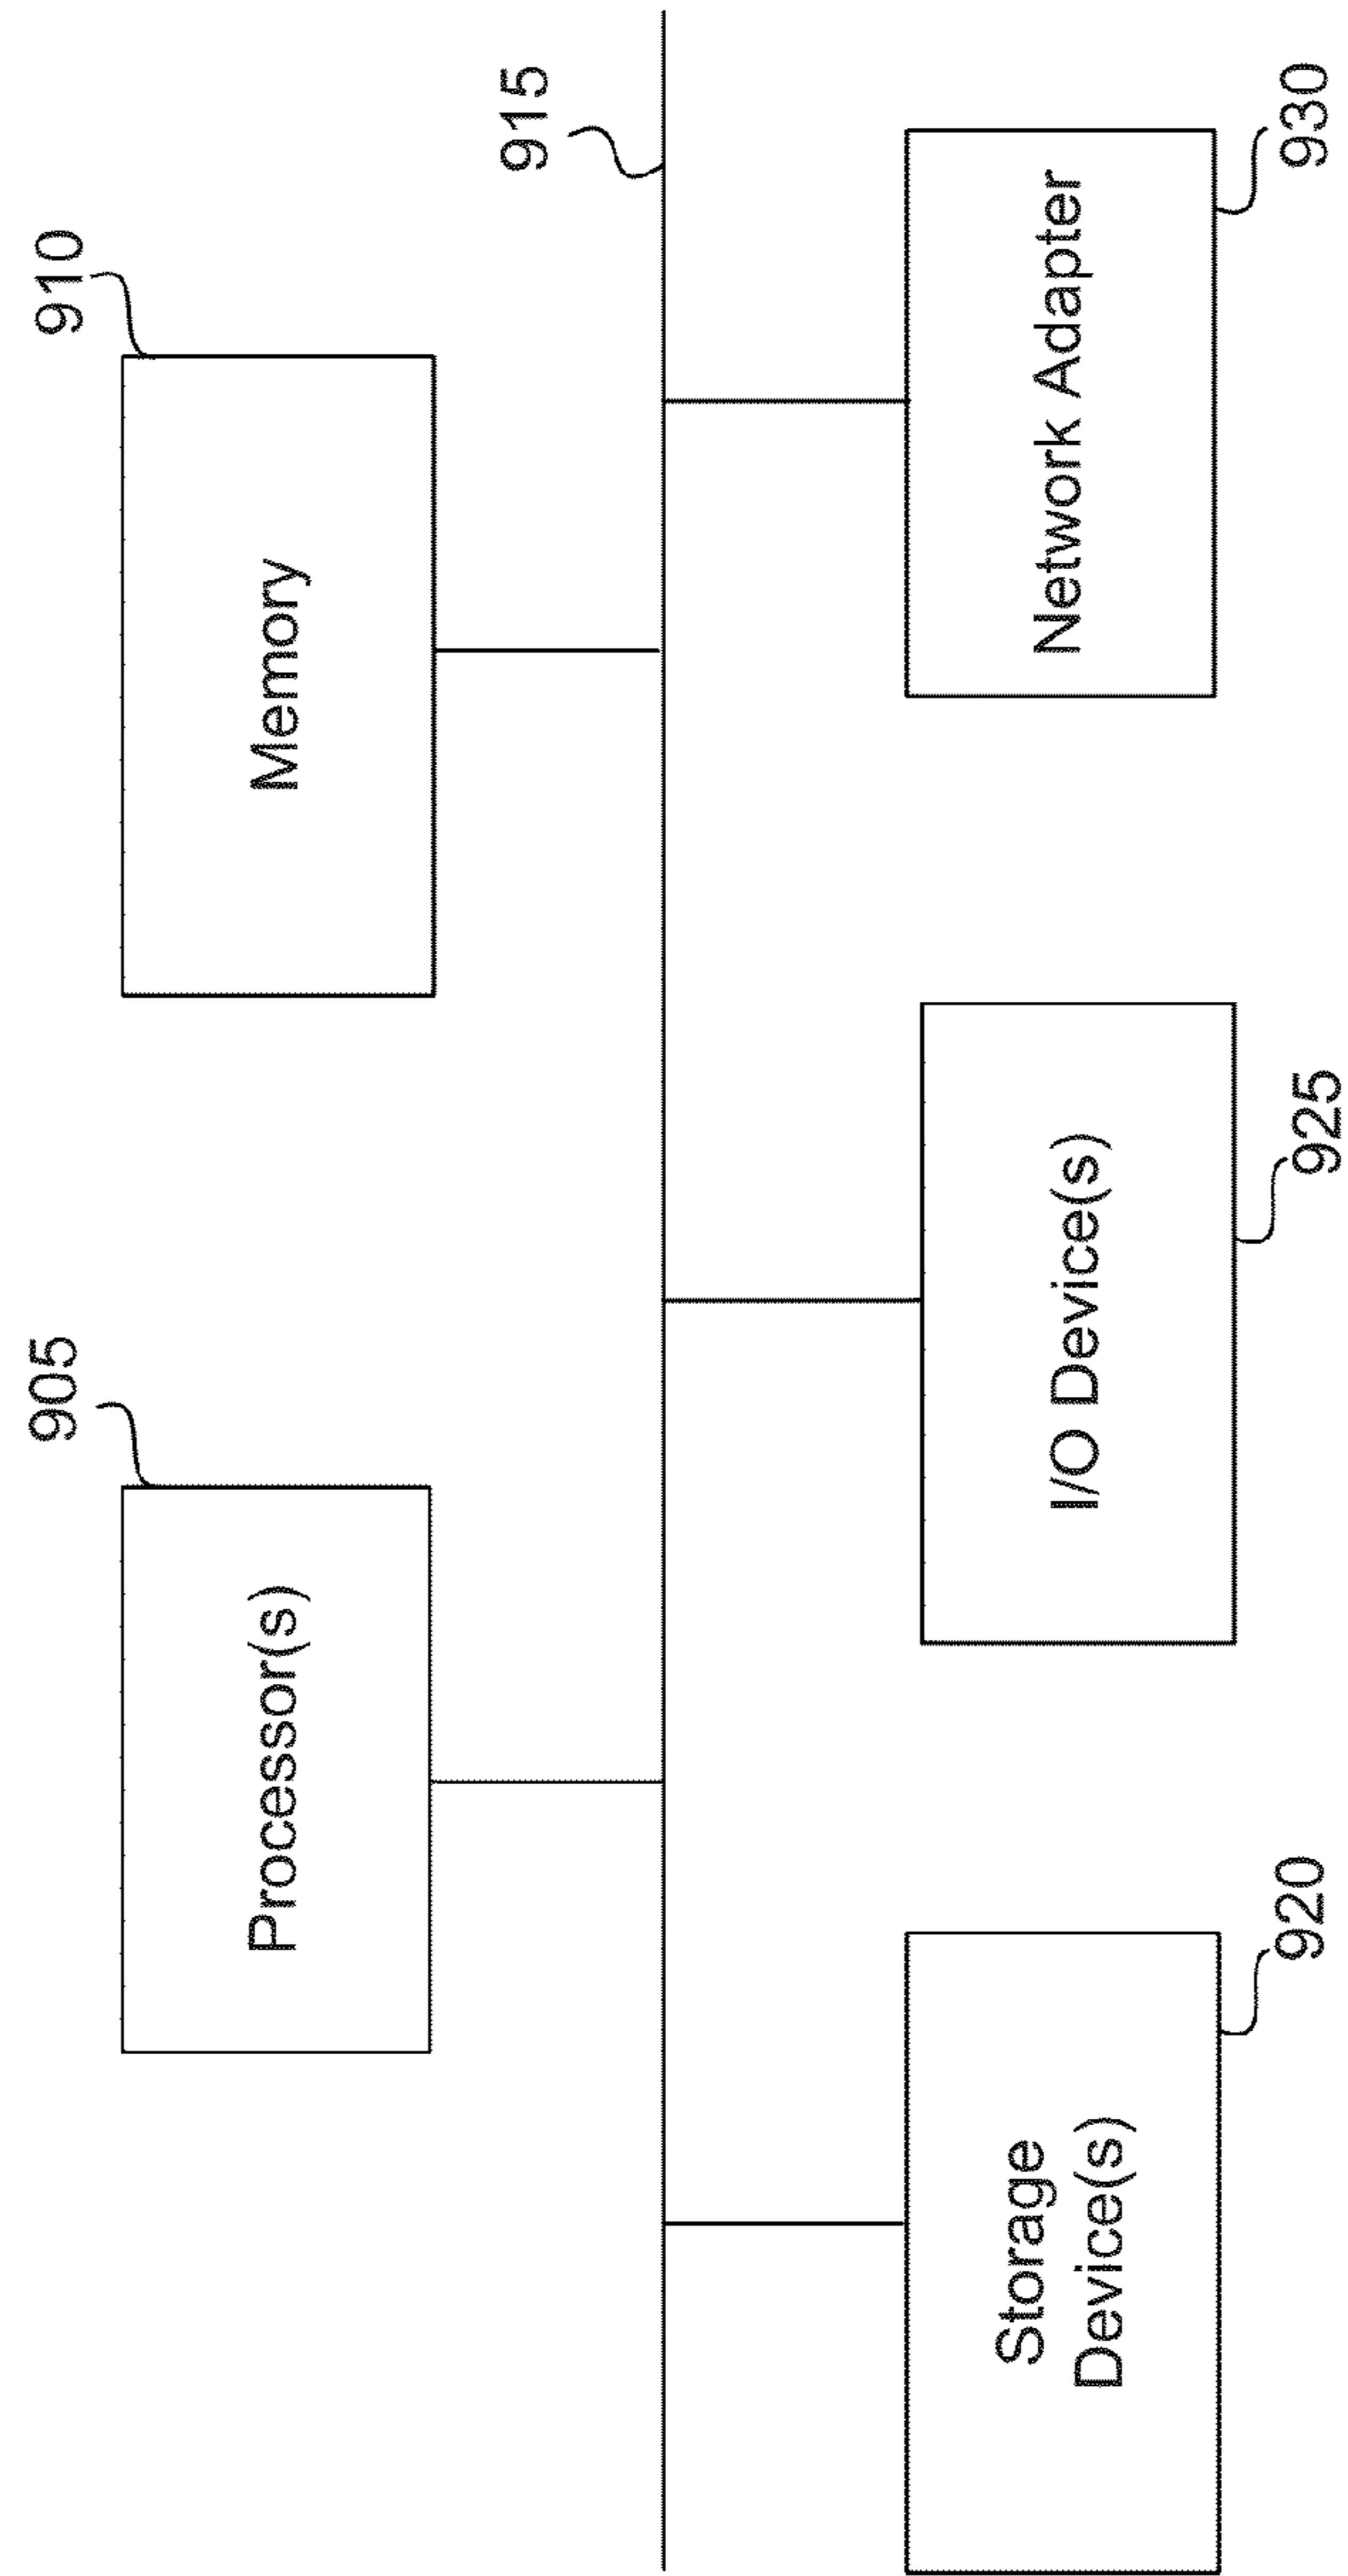 905
910
Processor(s)
Memory
915
Storage
Device(s)
I/O Device(s)
Network Adapter
920
925
930